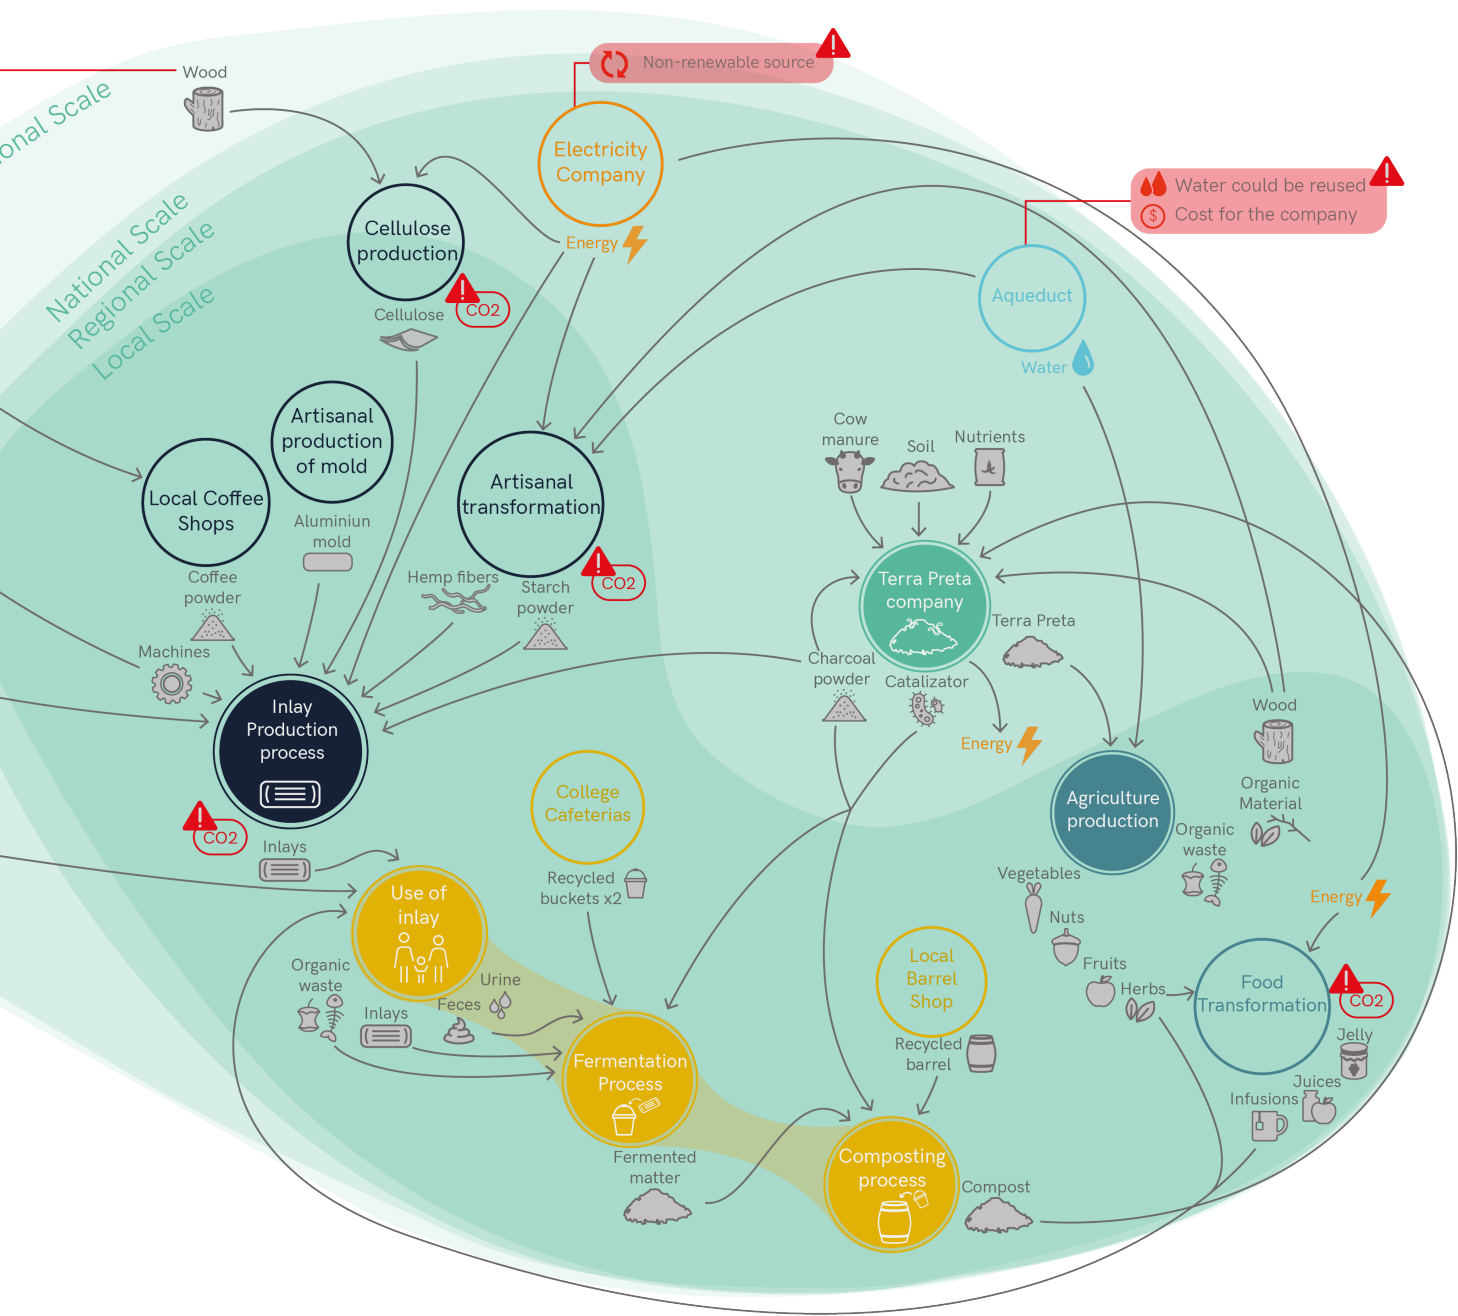 Non-renewable source
Wood
onal Scale
Electricity
Company
Water could be reused
$ Cost for the company
National Scale
Regional Scale
Local Scale
Cellulose
production
Energy
CO2
Cellulose
Aqueduct
Water
Artisanal
production
of mold
Cow
manure
Soil
Nutrients
Local Coffee
Shops
Artisanal
transformation
Aluminiun
mold
Coffee
powder
Hemp fibers
Starch
powder
CO2
Terra Preta
company
Terra Preta
Machines
Charcoal
powder
Catalizator
Inlay
Production
process
Energy
Wood
College
Cafeterias
Agriculture
production
Organic
Material
CO2
Inlays
Organic
waste
Recycled
buckets x2
Vegetables
Use of
inlay
Energy
Nuts
Local
Barrel
Shop
Organic
waste
Urine
Feces
Inlays
Fruits
Herbs
Food
Transformation
CO2
Recycled
barrel
Jelly
Fermentation
Process
Juices
Infusions
Fermented
matter
Composting
process
Compost